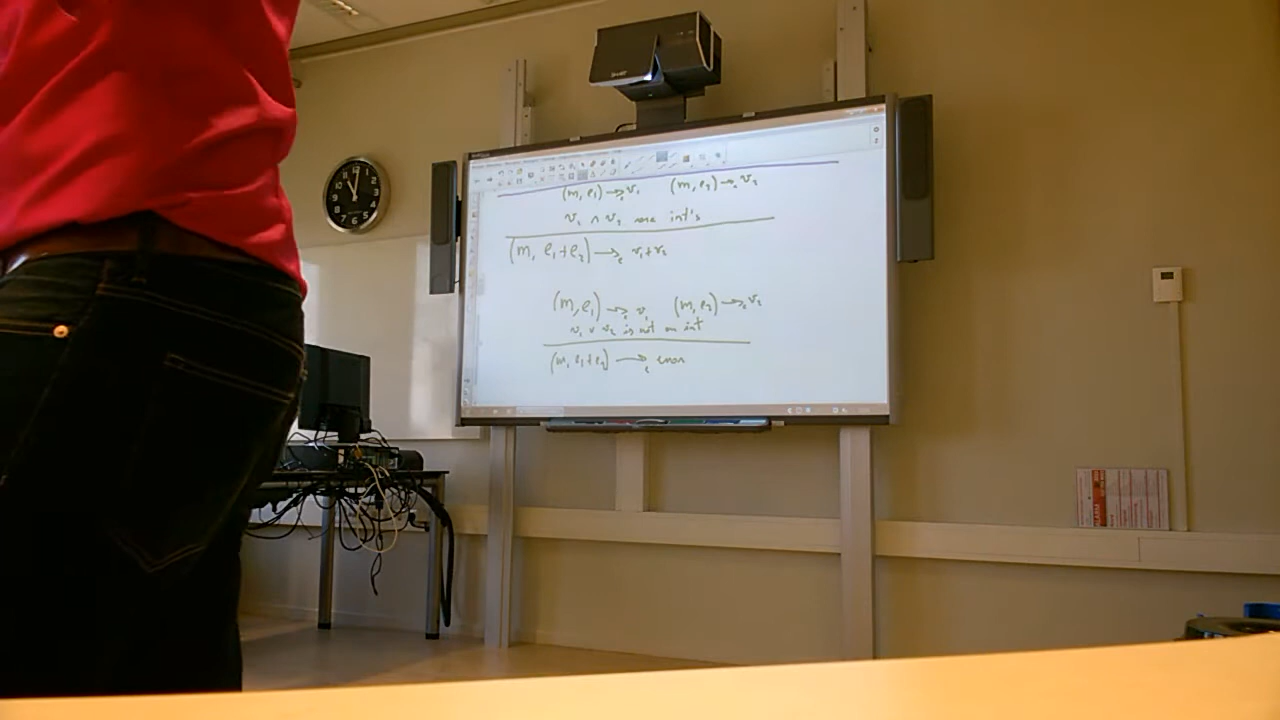 (m, e₁) →ₑ v₁ (m, e₂) →ₑ v₂
v₁ ∧ v₂ are int's
(m, e₁+e₂) →ₑ v₁+v₂
(m, e₁) →ₑ v₁ (m, e₂) →ₑ v₂
v₁ ∨ v₂ is not an int
(m, e₁+e₂) →ₑ error